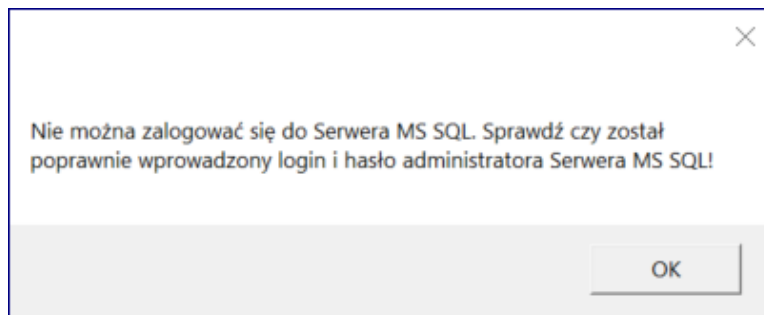 Nie można zalogować się do Serwera MS SQL. Sprawdź czy został
poprawnie wprowadzony login i hasło administratora Serwera MS SQL!
OK